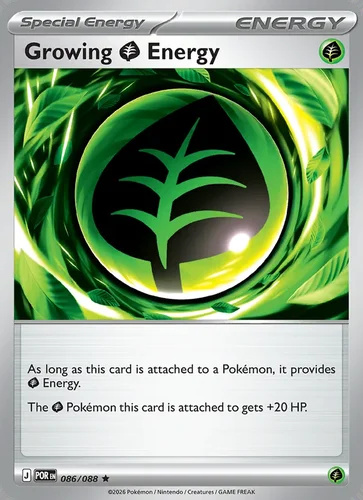 Special Energy ENERGY
Growing Energy
As long as this card is attached to a Pokémon, it provides
Energy.
The Pokémon this card is attached to gets +20 HP.
J POR EN 086/088 ★
©2026 Pokémon / Nintendo / Creatures / GAME FREAK